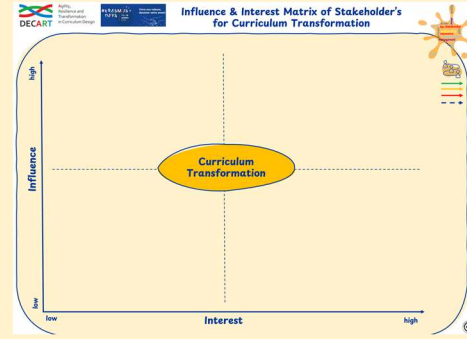 DECART
Agility,
Resilience and
Transformation
in Curriculum Design
Influence & Interest Matrix of Stakeholder's
for Curriculum Transformation
high
Influence
low
Curriculum
Transformation
low
Interest
high